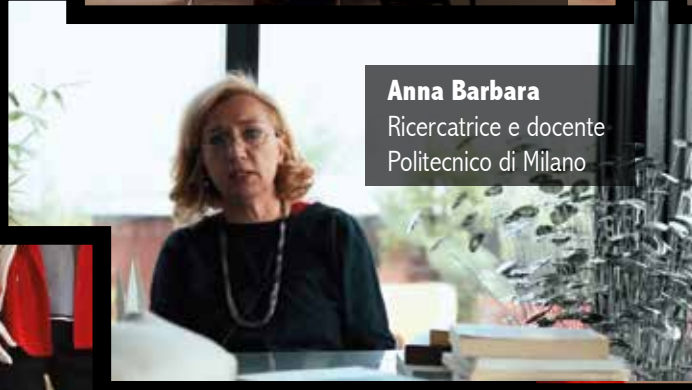 Anna Barbara
Ricercatrice e docente
Politecnico di Milano